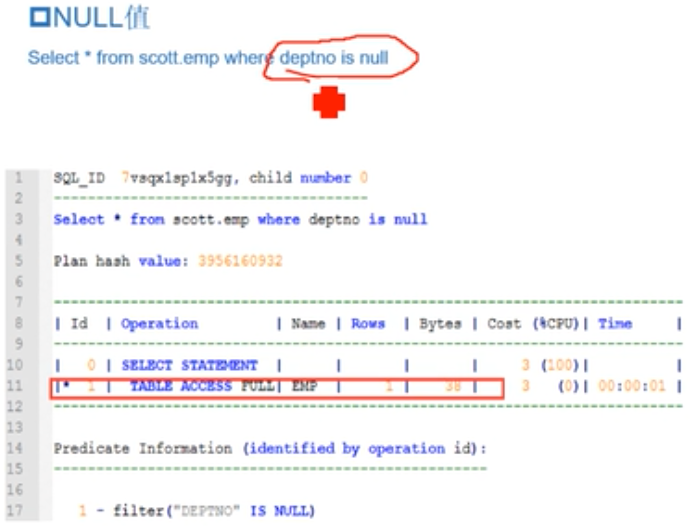 NULL值
Select * from scott.emp where deptno is null
1 SQL_ID 7vsqx1sp1x5gg, child number 0
2 -------------------------------------
3 Select * from scott.emp where deptno is null
4
5 Plan hash value: 3956160932
6
7 --------------------------------------------------------------------------
8 | Id | Operation | Name | Rows | Bytes | Cost (%CPU)| Time |
9 --------------------------------------------------------------------------
10 | 0 | SELECT STATEMENT | | | | 3 (100)| |
11 |* 1 | TABLE ACCESS FULL| EMP | 1 | 38 | 3 (0)| 00:00:01 |
12 --------------------------------------------------------------------------
13
14 Predicate Information (identified by operation id):
15 ---------------------------------------------------
16
17 1 - filter("DEPTNO" IS NULL)